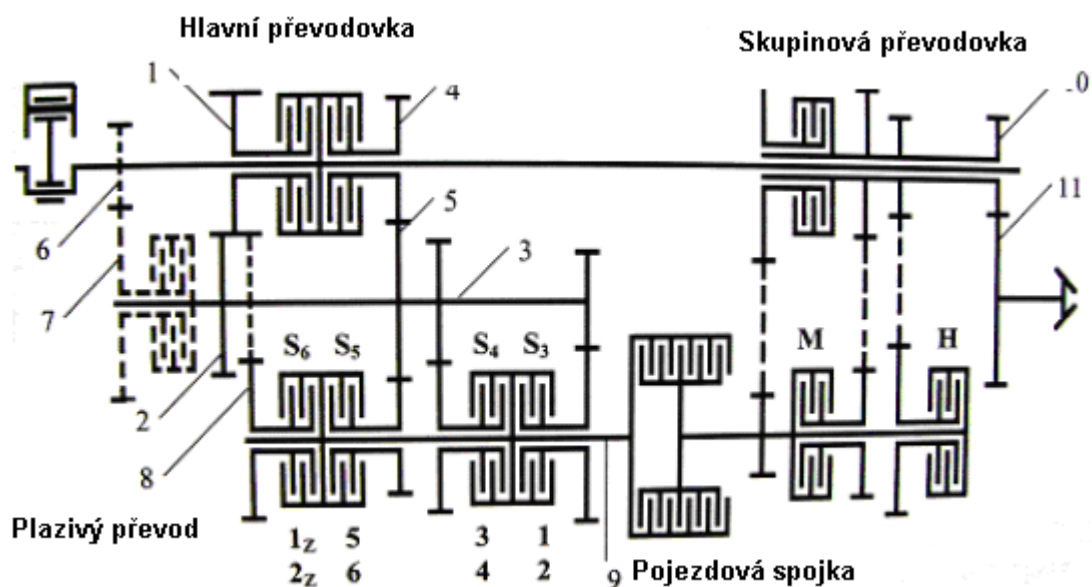 Hlavní převodovka
Skupinová převodovka
1
4
0
6
5
11
7
3
S6 S5 S4 S3 M H
2
8
Plazivý převod
1z 5 3 1
2z 6 4 2
9
Pojezdová spojka